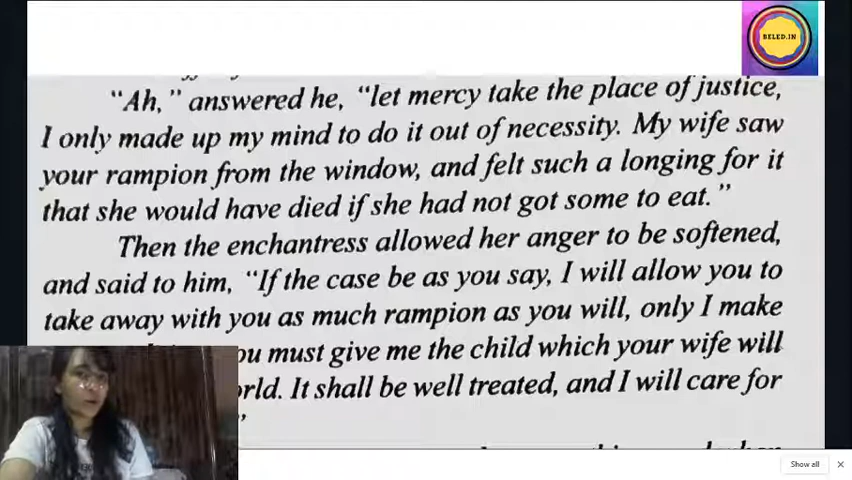 BELED.IN
"Ah," answered he, "let mercy take the place of justice,
I only made up my mind to do it out of necessity. My wife saw
your rampion from the window, and felt such a longing for it
that she would have died if she had not got some to eat."
Then the enchantress allowed her anger to be softened,
and said to him, "If the case be as you say, I will allow you to
take away with you as much rampion as you will, only I make
must give me the child which your wife will
It shall be well treated, and I will care for
"
Show all